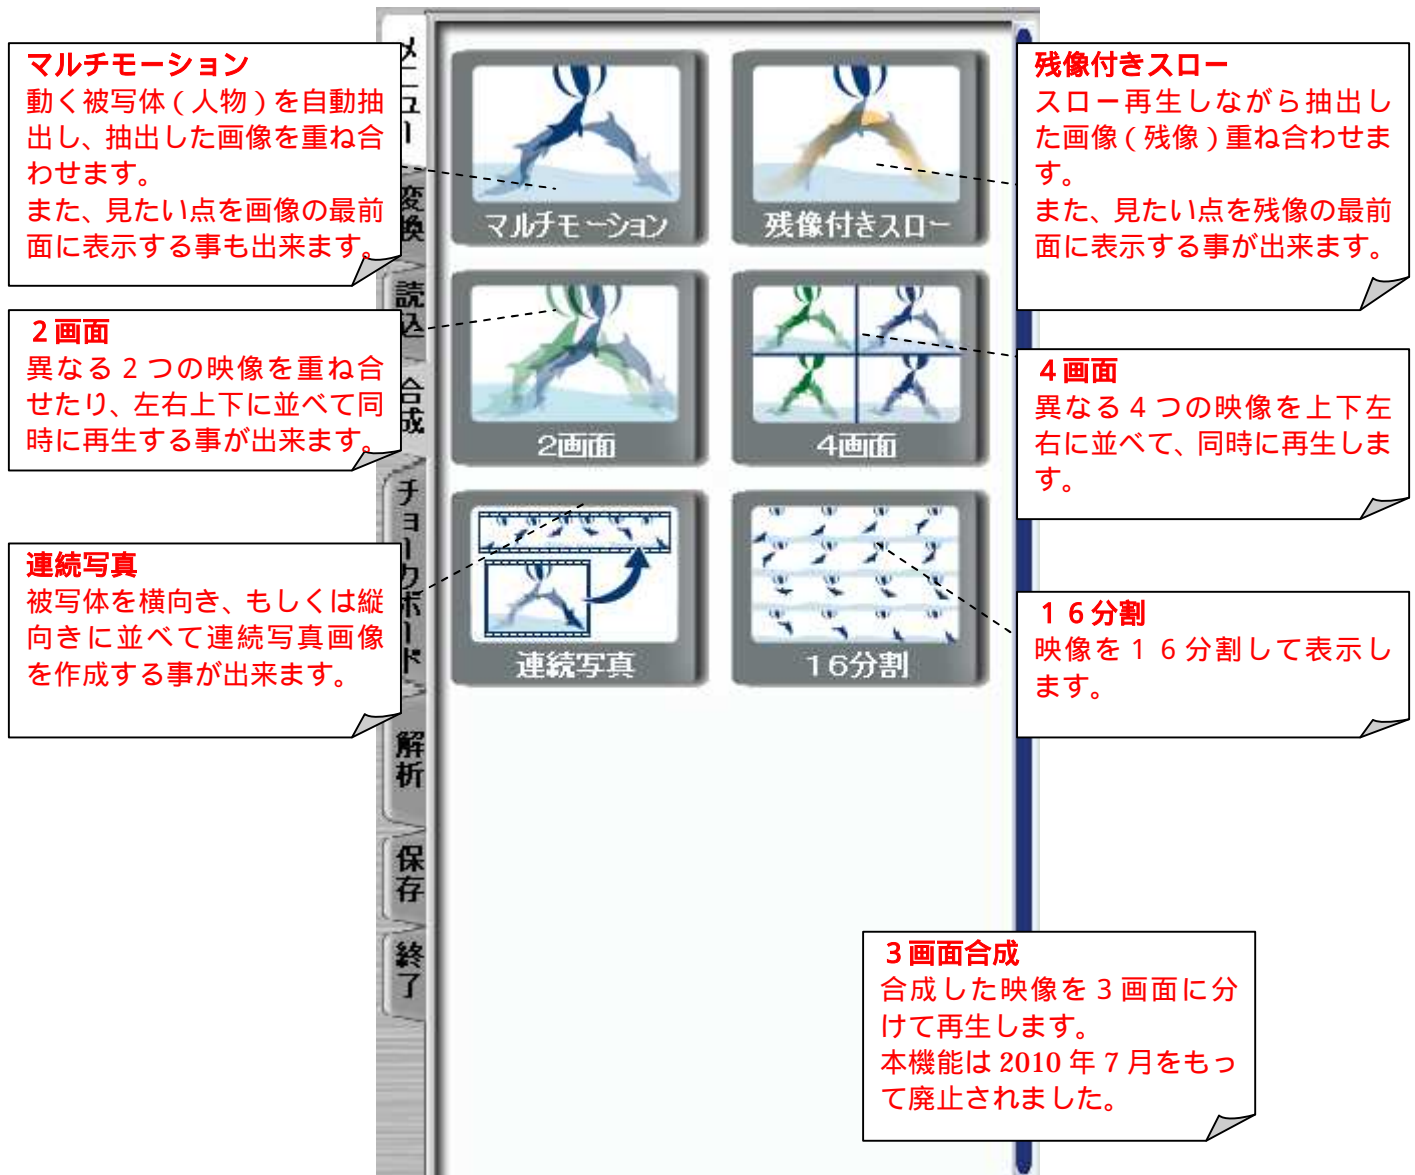 マルチモーション
動く被写体(人物)を自動抽
出し、抽出した画像を重ね合
わせます。
また、見たい点を画像の最前
面に表示する事も出来ます。
2画面
異なる2つの映像を重ね合
せたり、左右上下に並べて同
時に再生する事が出来ます。
連続写真
被写体を横向き、もしくは縦
向きに並べて連続写真画像
を作成する事が出来ます。
メニュー
変換
読込
合成
チョークボード
解析
保存
終了
マルチモーション
残像付きスロー
2画面
4画面
連続写真
16分割
残像付きスロー
スロー再生しながら抽出し
た画像(残像)重ね合わせま
す。
また、見たい点を残像の最前
面に表示する事が出来ます。
4画面
異なる4つの映像を上下左
右に並べて、同時に再生しま
す。
16分割
映像を16分割して表示し
ます。
3画面合成
合成した映像を3画面に分
けて再生します。
本機能は2010年7月をもっ
て廃止されました。